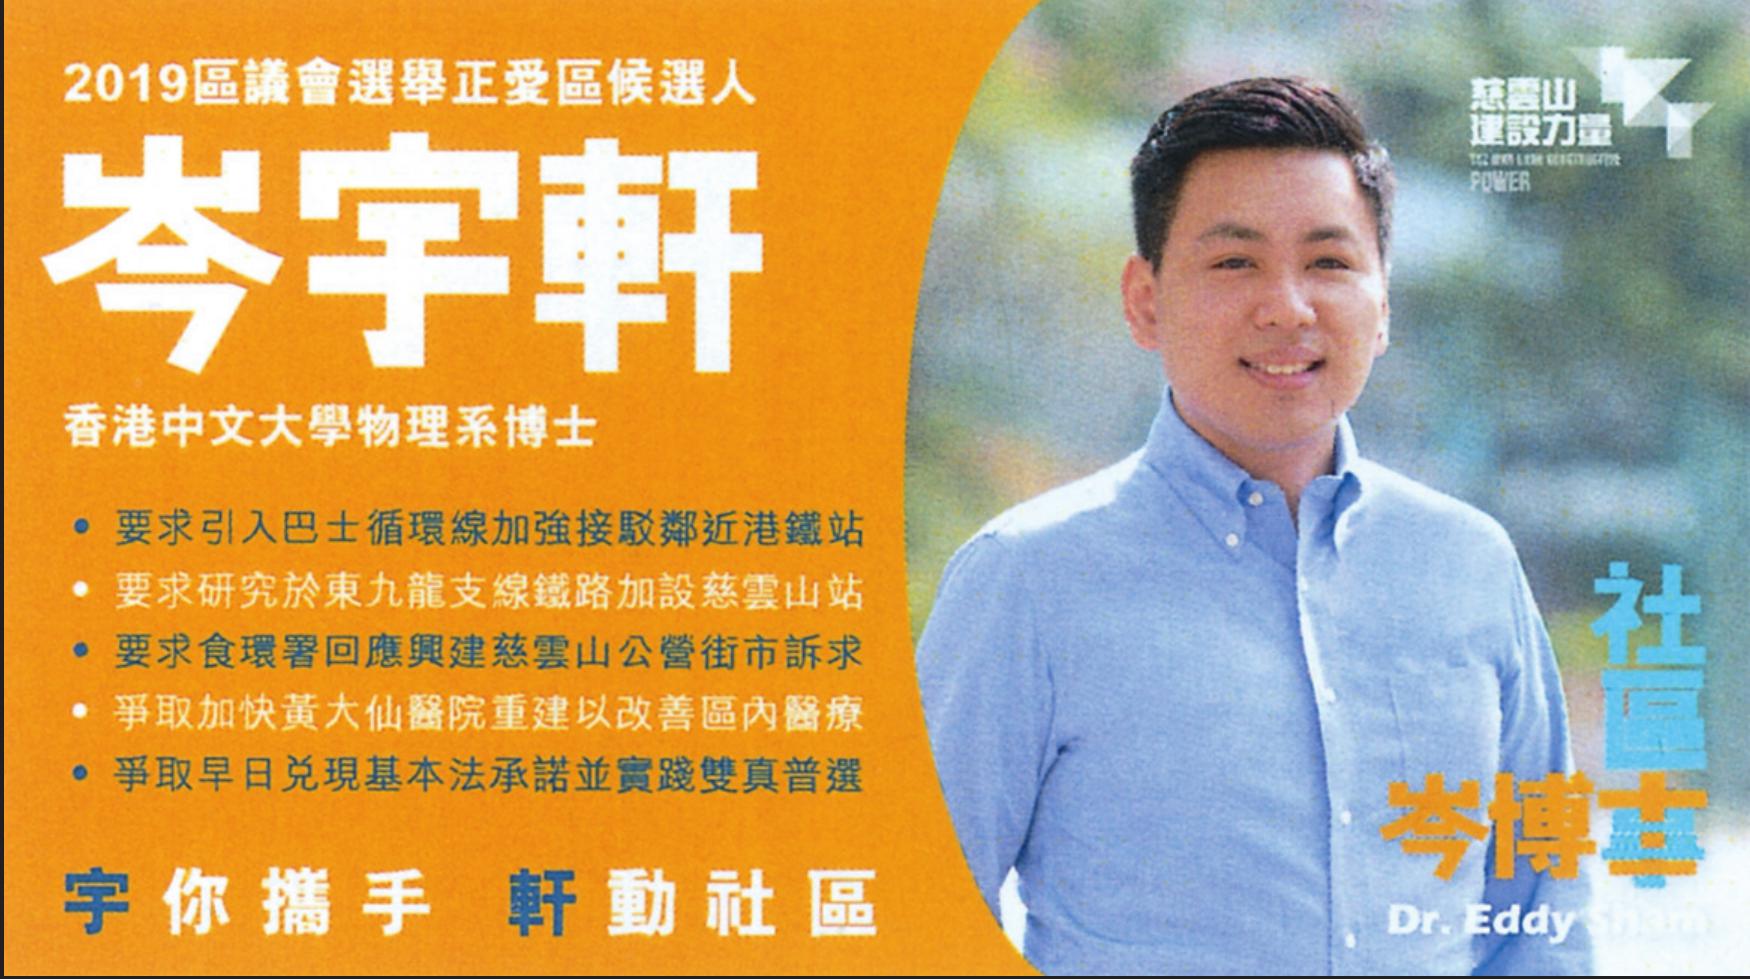 2019區議會選舉正愛區候選人
岑宇軒
香港中文大學物理系博士
• 要求引入巴士循環線加強接駁鄰近港鐵站
• 要求研究於東九龍支線鐵路加設慈雲山站
• 要求食環署回應興建慈雲山公營街市訴求
• 爭取加快黃大仙醫院重建以改善區內醫療
• 爭取早日兌現基本法承諾並實踐雙真普選
宇你攜手 軒動社區
慈雲山
建設力量
TSZ WAN SHAN CONSTRUCTIVE
POWER
社區
岑博士
Dr. Eddy Sham